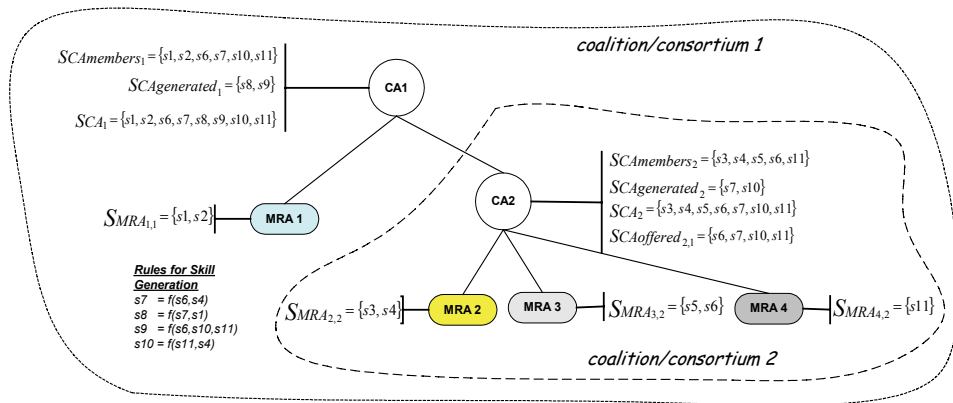 coalition/consortium 1
SCAmembers₁ = {s1, s2, s6, s7, s10, s11}
SCAgenerated₁ = {s8, s9}
SCA₁ = {s1, s2, s6, s7, s8, s9, s10, s11}
CA1
SCAmembers₂ = {s3, s4, s5, s6, s11}
SCAgenerated₂ = {s7, s10}
SCA₂ = {s3, s4, s5, s6, s7, s10, s11}
SCAoffered₂,₁ = {s6, s7, s10, s11}
CA2
SMRA₁,₁ = {s1, s2}
MRA 1
Rules for Skill
Generation
s7 = f(s6,s4)
s8 = f(s7,s1)
s9 = f(s6,s10,s11)
s10 = f(s11,s4)
SMRA₂,₂ = {s3, s4}
MRA 2
MRA 3
SMRA₃,₂ = {s5, s6}
MRA 4
SMRA₄,₂ = {s11}
coalition/consortium 2